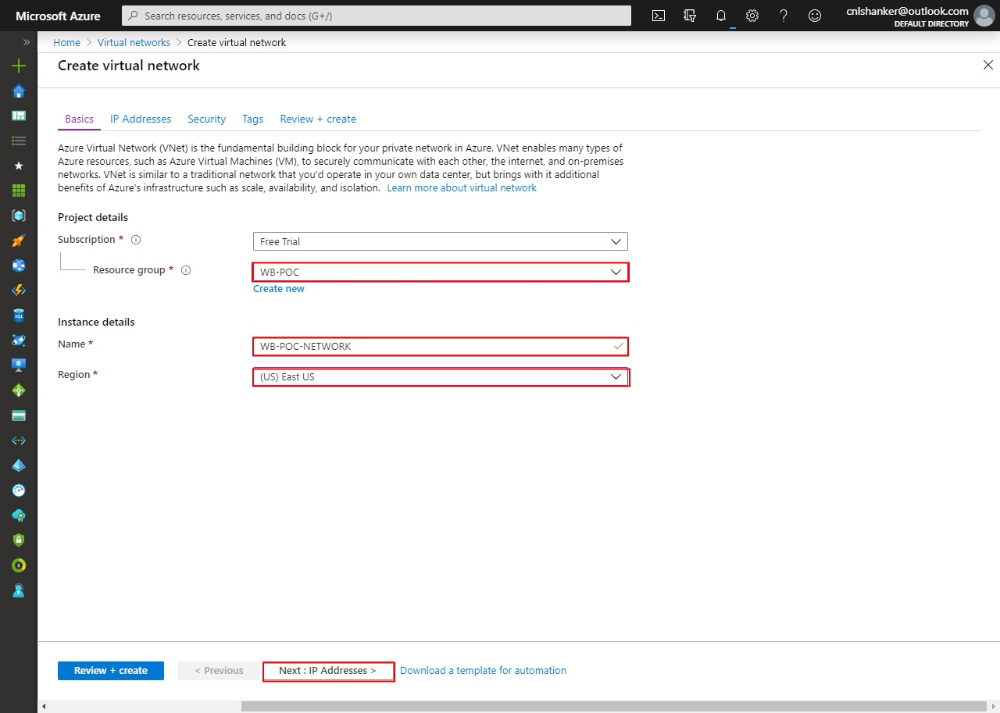 Microsoft Azure
Search resources, services, and docs (G+/)
cnlshanker@outlook.com
DEFAULT DIRECTORY
Home > Virtual networks > Create virtual network
Create virtual network
Basics IP Addresses Security Tags Review + create
Azure Virtual Network (VNet) is the fundamental building block for your private network in Azure. VNet enables many types of
Azure resources, such as Azure Virtual Machines (VM), to securely communicate with each other, the internet, and on-premises
networks. VNet is similar to a traditional network that you'd operate in your own data center, but brings with it additional
benefits of Azure's infrastructure such as scale, availability, and isolation. Learn more about virtual network
Project details
Subscription *
Free Trial
Resource group *
WB-POC
Create new
Instance details
Name *
WB-POC-NETWORK
Region *
(US) East US
Review + create
< Previous
Next : IP Addresses >
Download a template for automation
SQL